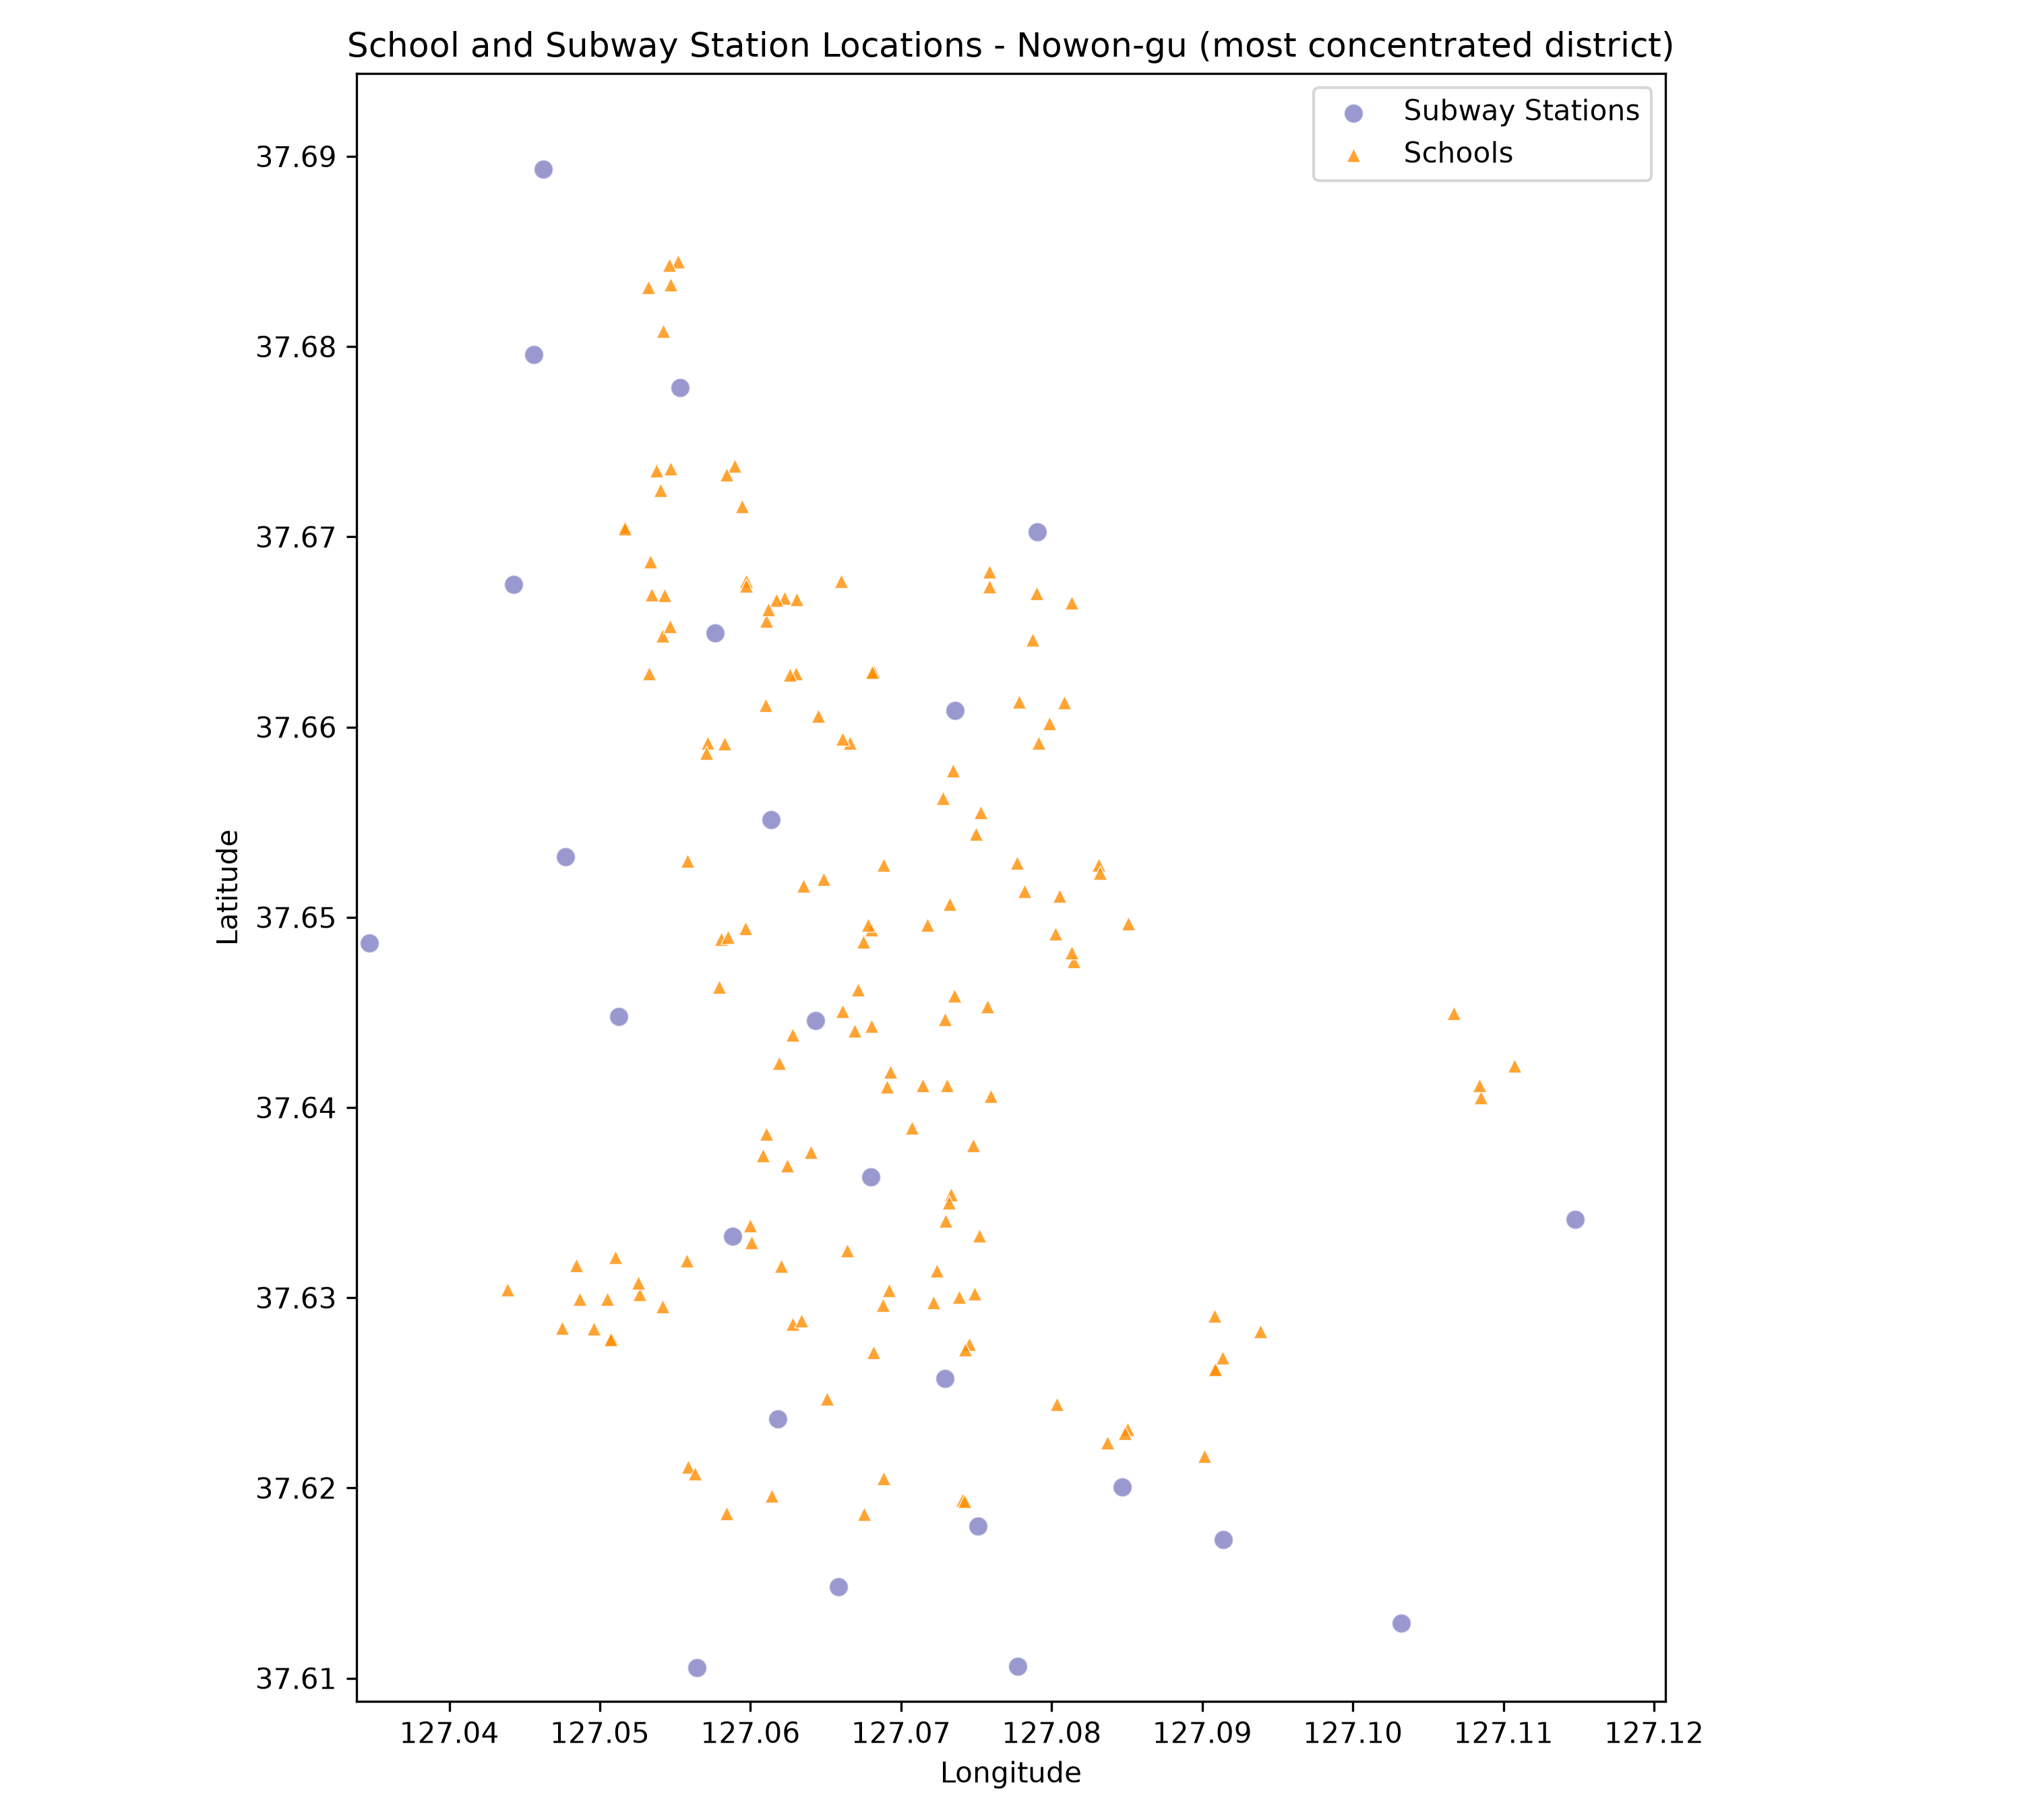 School and Subway Station Locations - Nowon-gu (most concentrated district)
Subway Stations
Schools
37.69
37.68
37.67
37.66
37.65
37.64
37.63
37.62
37.61
Latitude
127.04 127.05 127.06 127.07 127.08 127.09 127.10 127.11 127.12
Longitude